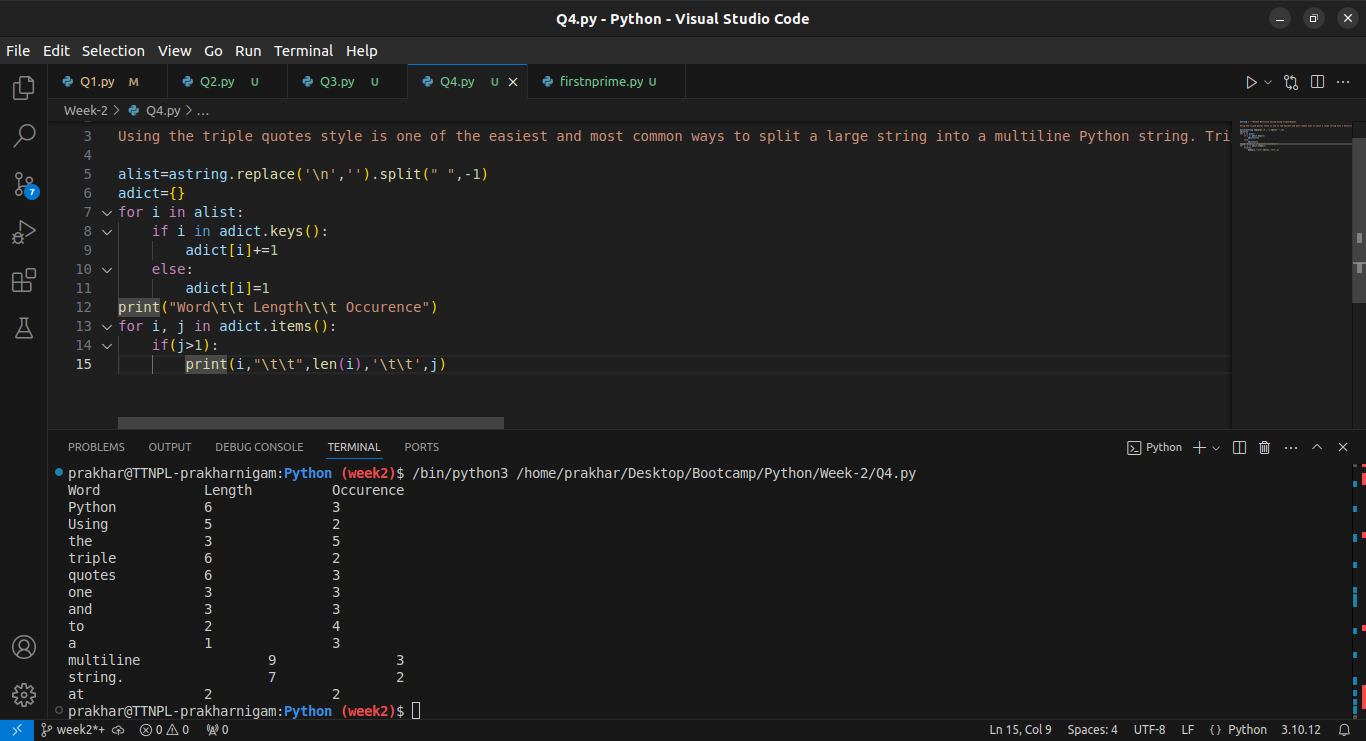 Q4.py - Python - Visual Studio Code
File Edit Selection View Go Run Terminal Help
Q1.py M Q2.py U Q3.py U Q4.py U firstnprime.py U
Week-2 > Q4.py > ...
3 Using the triple quotes style is one of the easiest and most common ways to split a large string into a multiline Python string. Tri
4
5 alist=astring.replace('\n','').split(" ",-1)
6 adict={}
7 for i in alist:
8 if i in adict.keys():
9 adict[i]+=1
10 else:
11 adict[i]=1
12 print("Word\t\t Length\t\t Occurence")
13 for i, j in adict.items():
14 if(j>1):
15 print(i,"\t\t",len(i),'\t\t',j)
PROBLEMS OUTPUT DEBUG CONSOLE TERMINAL PORTS Python
prakhar@TTNPL-prakharnigam:Python (week2)$ /bin/python3 /home/prakhar/Desktop/Bootcamp/Python/Week-2/Q4.py
Word Length Occurence
Python 6 3
Using 5 2
the 3 5
triple 6 2
quotes 6 3
one 3 3
and 3 3
to 2 4
a 1 3
multiline 9 3
string. 7 2
at 2 2
prakhar@TTNPL-prakharnigam:Python (week2)$
7
week2*+ 0 0 0 Ln 15, Col 9 Spaces: 4 UTF-8 LF {} Python 3.10.12